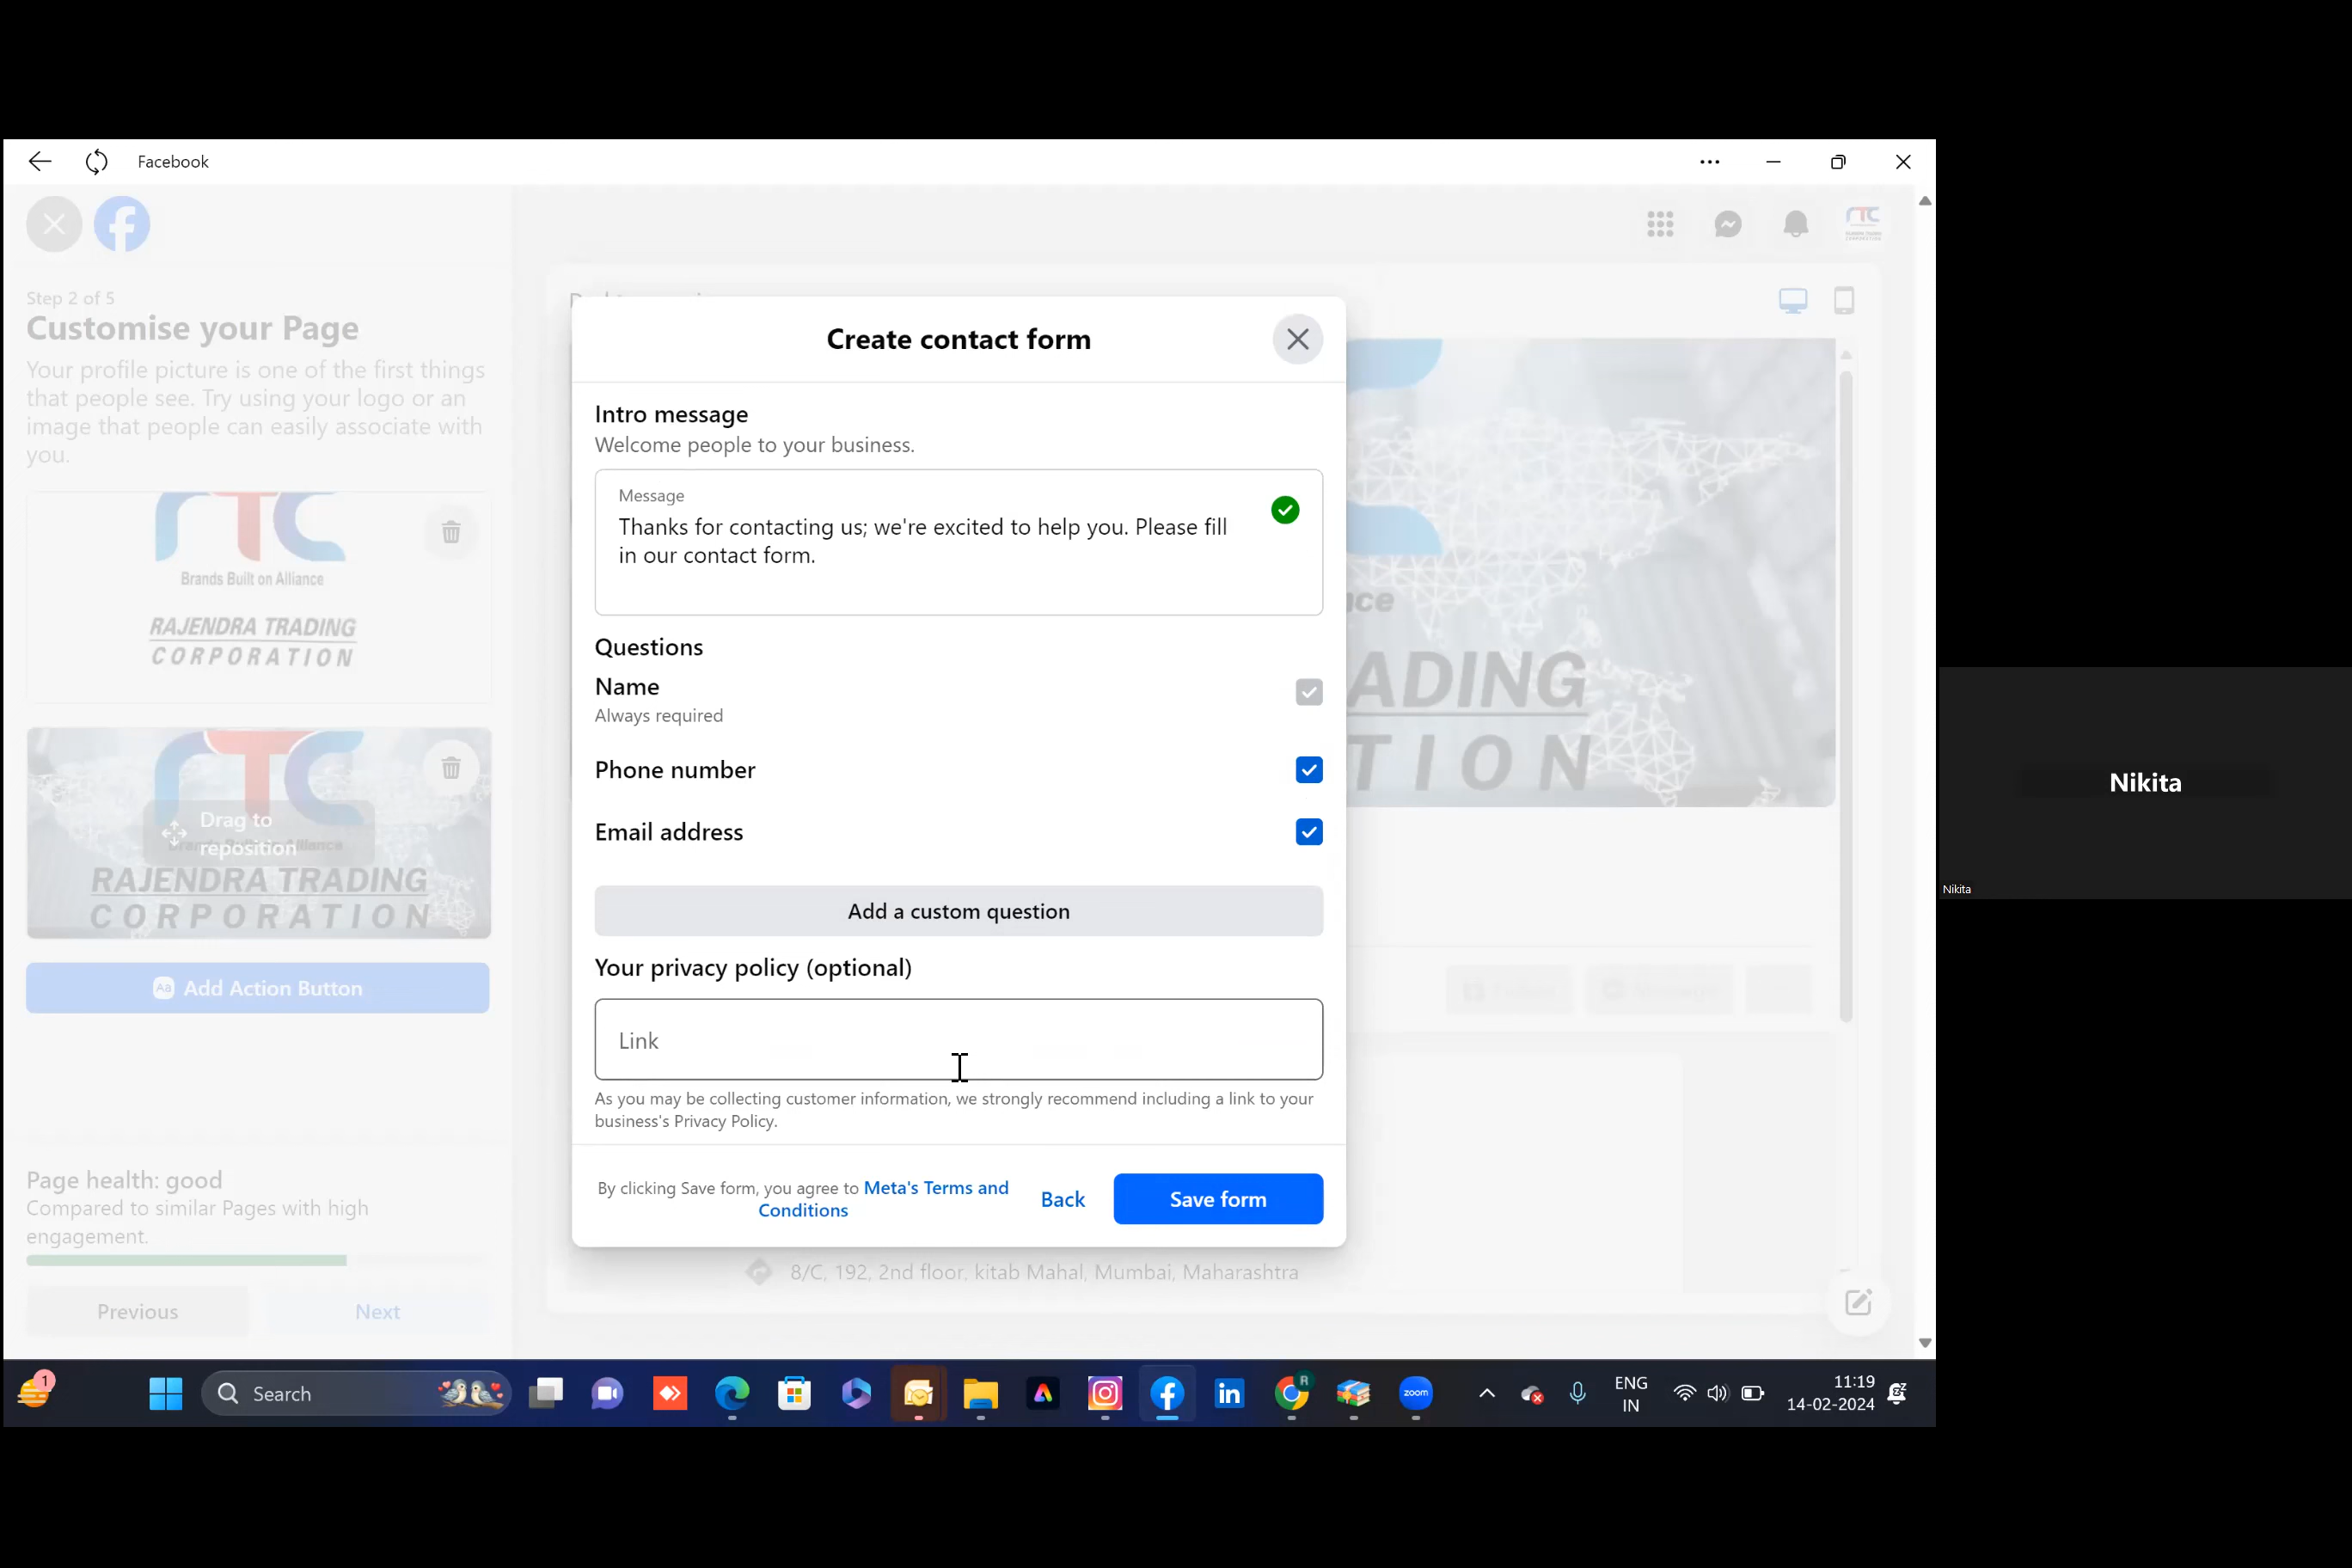 Facebook
Step 2 of 5
Customise your Page
Your profile picture is one of the first things
that people see. Try using your logo or an
image that people can easily associate with
you.
rTC
Brands Built on Alliance
RAJENDRA TRADING
CORPORATION
rTC
Drag to
reposition
RAJENDRA TRADING
CORPORATION
Aa Add Action Button
Page health: good
Compared to similar Pages with high
engagement.
Previous
Next
Create contact form
Intro message
Welcome people to your business.
Message
Thanks for contacting us; we're excited to help you. Please fill
in our contact form.
Questions
Name
Always required
Phone number
Email address
Add a custom question
Your privacy policy (optional)
Link
As you may be collecting customer information, we strongly recommend including a link to your
business's Privacy Policy.
By clicking Save form, you agree to Meta's Terms and
Conditions
Back
Save form
ADING
TION
8/C, 192, 2nd floor, kitab Mahal, Mumbai, Maharashtra
Nikita
Nikita
1
Search
zoom
R
ENG
IN
11:19
14-02-2024